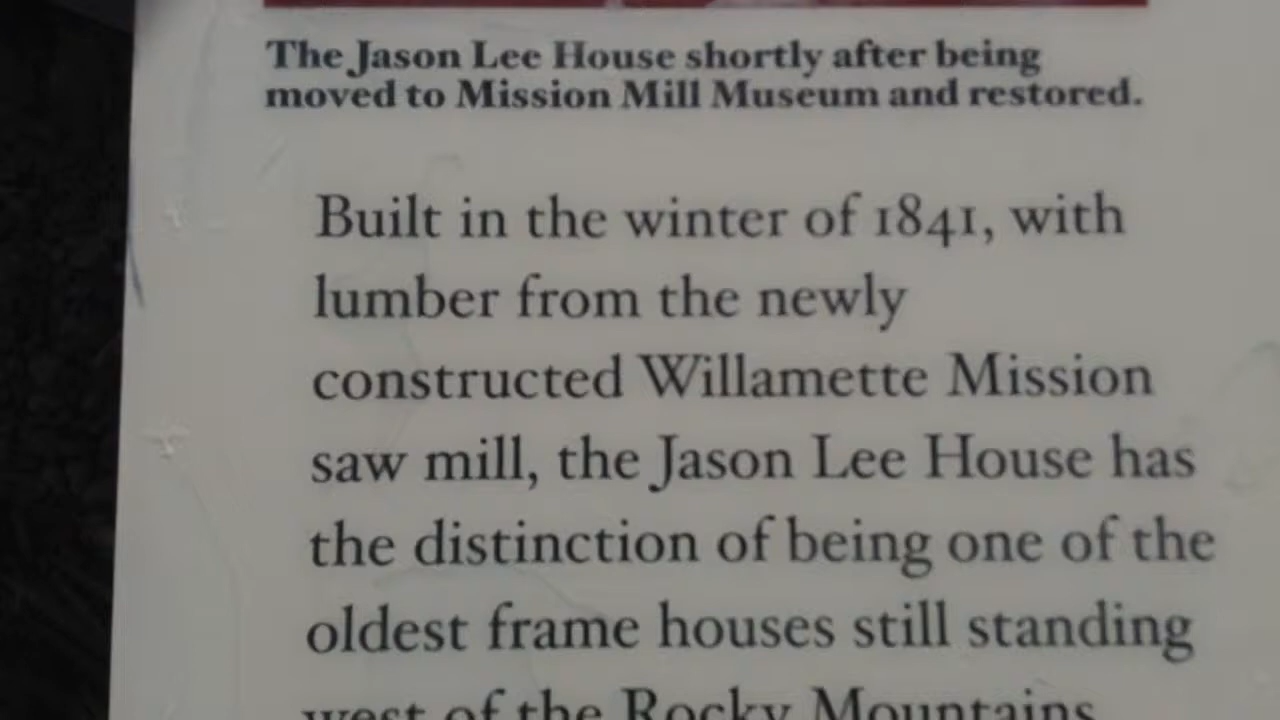 The Jason Lee House shortly after being
moved to Mission Mill Museum and restored.
Built in the winter of 1841, with
lumber from the newly
constructed Willamette Mission
saw mill, the Jason Lee House has
the distinction of being one of the
oldest frame houses still standing
west of the Rocky Mountains